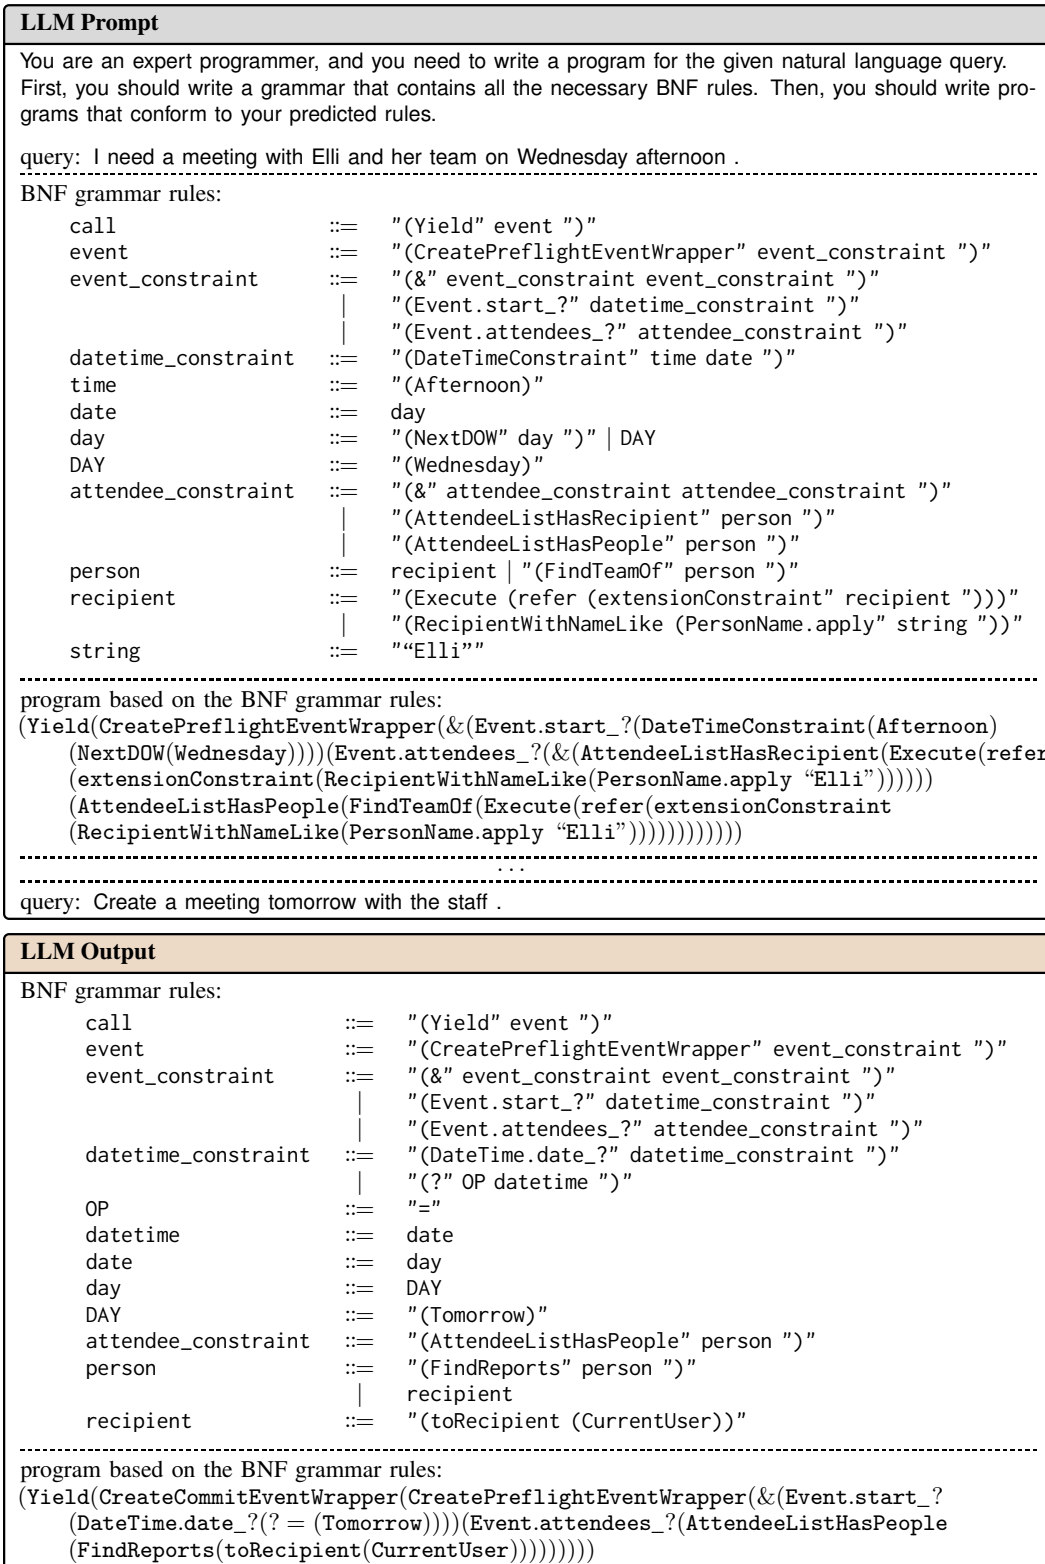 LLM Prompt
You are an expert programmer, and you need to write a program for the given natural language query.
First, you should write a grammar that contains all the necessary BNF rules. Then, you should write pro-
grams that conform to your predicted rules.
query: I need a meeting with Elli and her team on Wednesday afternoon .
BNF grammar rules:
call ::= "(Yield" event ")"
event ::= "(CreatePreflightEventWrapper" event_constraint ")"
event_constraint ::= "(&" event_constraint event_constraint ")"
| "(Event.start_?" datetime_constraint ")"
| "(Event.attendees_?" attendee_constraint ")"
datetime_constraint ::= "(DateTimeConstraint" time date ")"
time ::= "(Afternoon)"
date ::= day
day ::= "(NextDOW" day ")" | DAY
DAY ::= "(Wednesday)"
attendee_constraint ::= "(&" attendee_constraint attendee_constraint ")"
| "(AttendeeListHasRecipient" person ")"
| "(AttendeeListHasPeople" person ")"
person ::= recipient | "(FindTeamOf" person ")"
recipient ::= "(Execute (refer (extensionConstraint" recipient ")))"
| "(RecipientWithNameLike (PersonName.apply" string "))"
string ::= "“Elli”"
program based on the BNF grammar rules:
(Yield(CreatePreflightEventWrapper(&(Event.start_?(DateTimeConstraint(Afternoon)
(NextDOW(Wednesday))))(Event.attendees_?(&(AttendeeListHasRecipient(Execute(refer
(extensionConstraint(RecipientWithNameLike(PersonName.apply “Elli”))))))
(AttendeeListHasPeople(FindTeamOf(Execute(refer(extensionConstraint
(RecipientWithNameLike(PersonName.apply “Elli”))))))))))))
...
query: Create a meeting tomorrow with the staff .
LLM Output
BNF grammar rules:
call ::= "(Yield" event ")"
event ::= "(CreatePreflightEventWrapper" event_constraint ")"
event_constraint ::= "(&" event_constraint event_constraint ")"
| "(Event.start_?" datetime_constraint ")"
| "(Event.attendees_?" attendee_constraint ")"
datetime_constraint ::= "(DateTime.date_?" datetime_constraint ")"
| "(?" OP datetime ")"
OP ::= "="
datetime ::= date
date ::= day
day ::= DAY
DAY ::= "(Tomorrow)"
attendee_constraint ::= "(AttendeeListHasPeople" person ")"
person ::= "(FindReports" person ")"
| recipient
recipient ::= "(toRecipient (CurrentUser))"
program based on the BNF grammar rules:
(Yield(CreateCommitEventWrapper(CreatePreflightEventWrapper(&(Event.start_?
(DateTime.date_?(? = (Tomorrow))))(Event.attendees_?(AttendeeListHasPeople
(FindReports(toRecipient(CurrentUser)))))))))